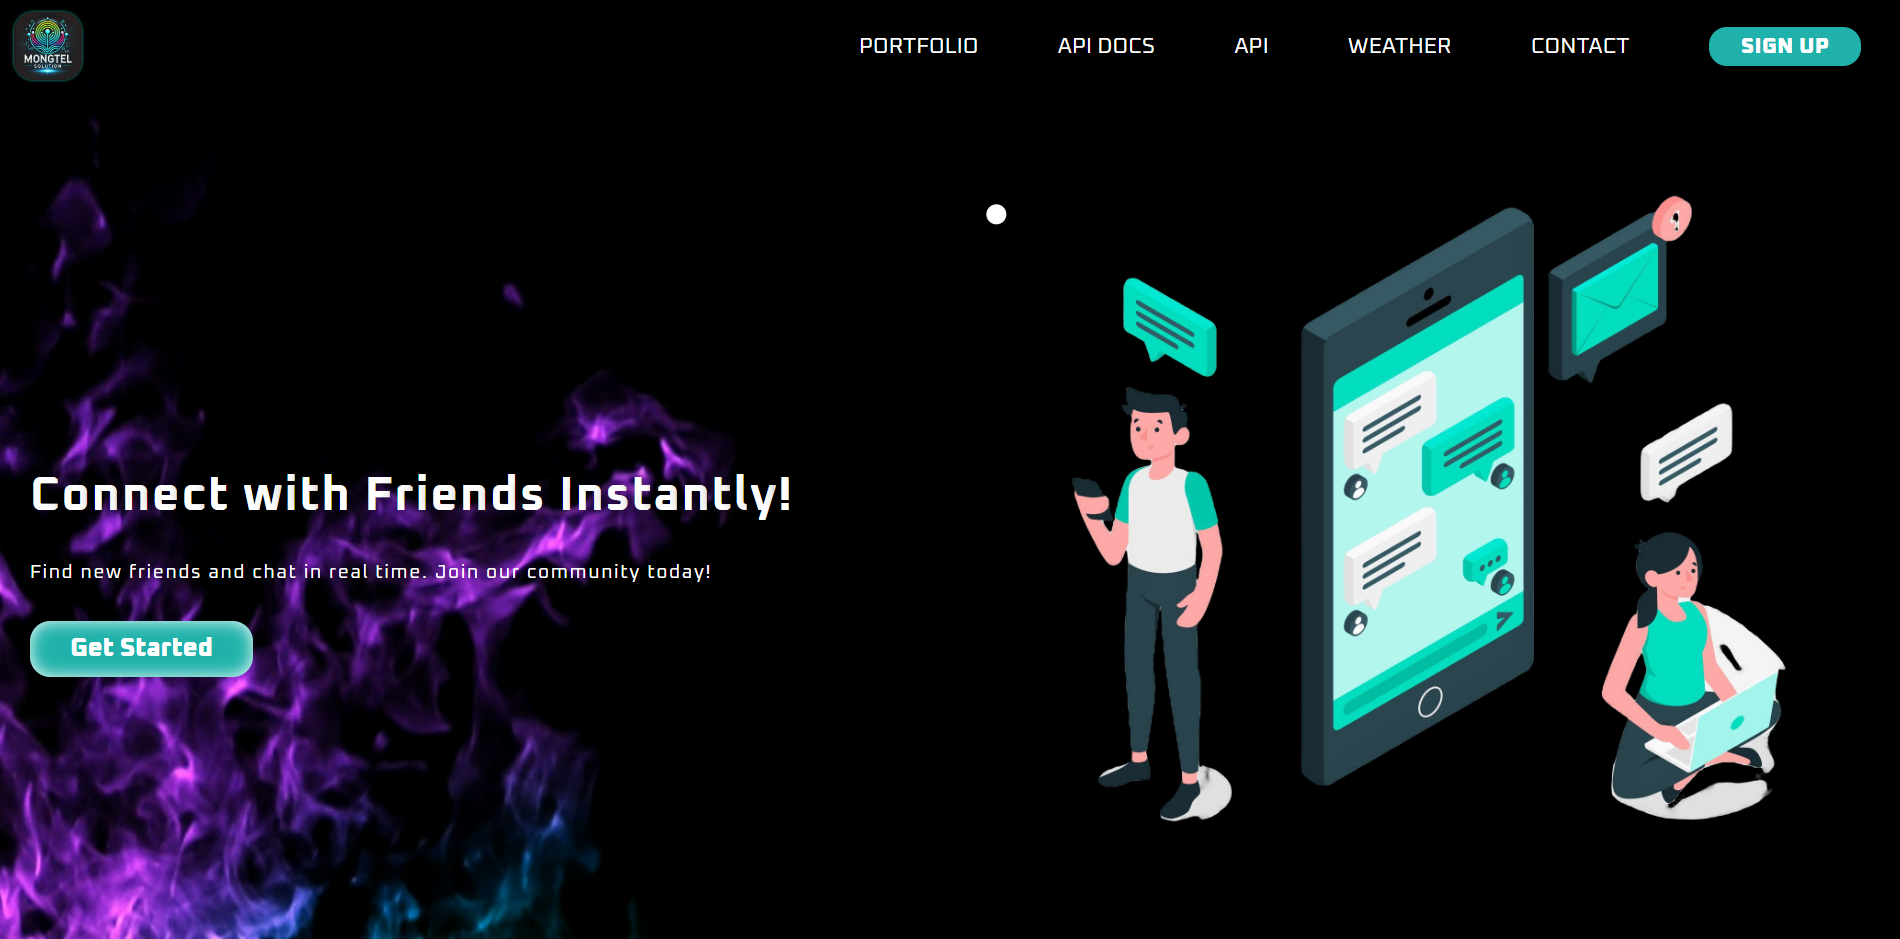 MONGTEL
SOLUTION
PORTFOLIO
API DOCS
API
WEATHER
CONTACT
SIGN UP
Connect with Friends Instantly!
Find new friends and chat in real time. Join our community today!
Get Started